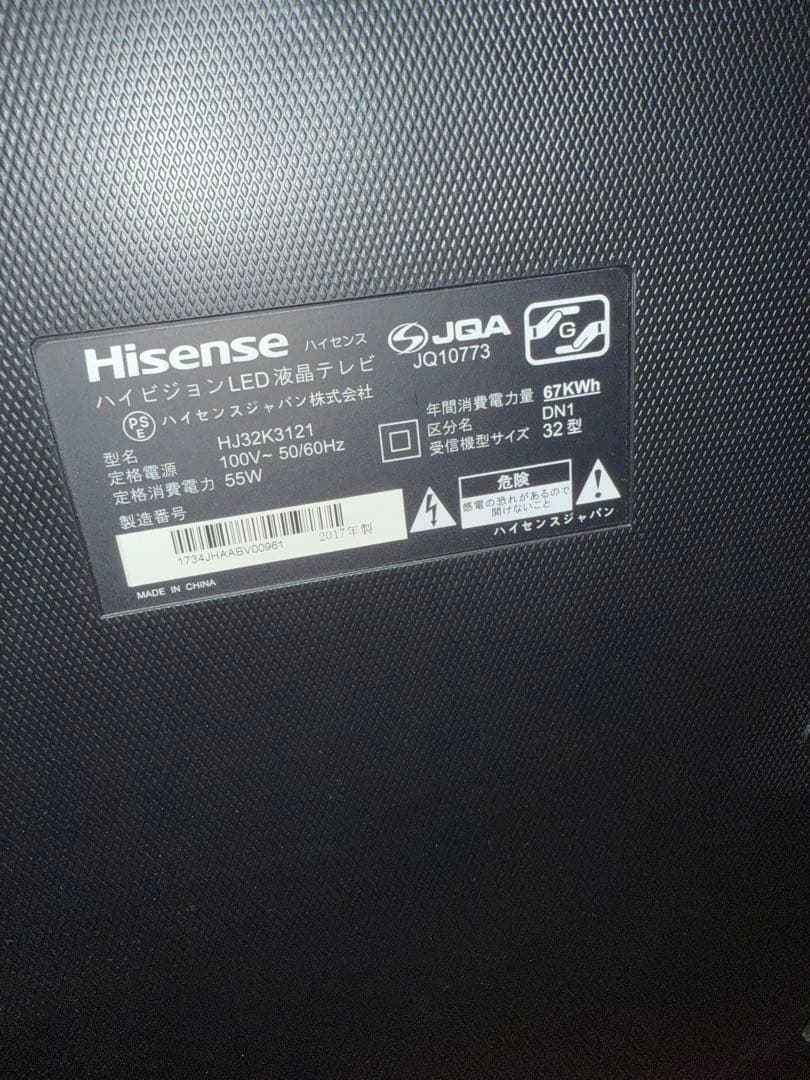 Hisense ハイセンス
JQA
JQ10773
G
ハイビジョンLED液晶テレビ
PS
E
ハイセンスジャパン株式会社
型名 HJ32K3121
定格電源 100V~ 50/60Hz
定格消費電力 55W
製造番号
年間消費電力量 67KWh
区分名 DN1
受信機型サイズ 32型
危険
感電の恐れがあるので
開けないこと
ハイセンスジャパン
1734JHAABV00961 2017年製
MADE IN CHINA